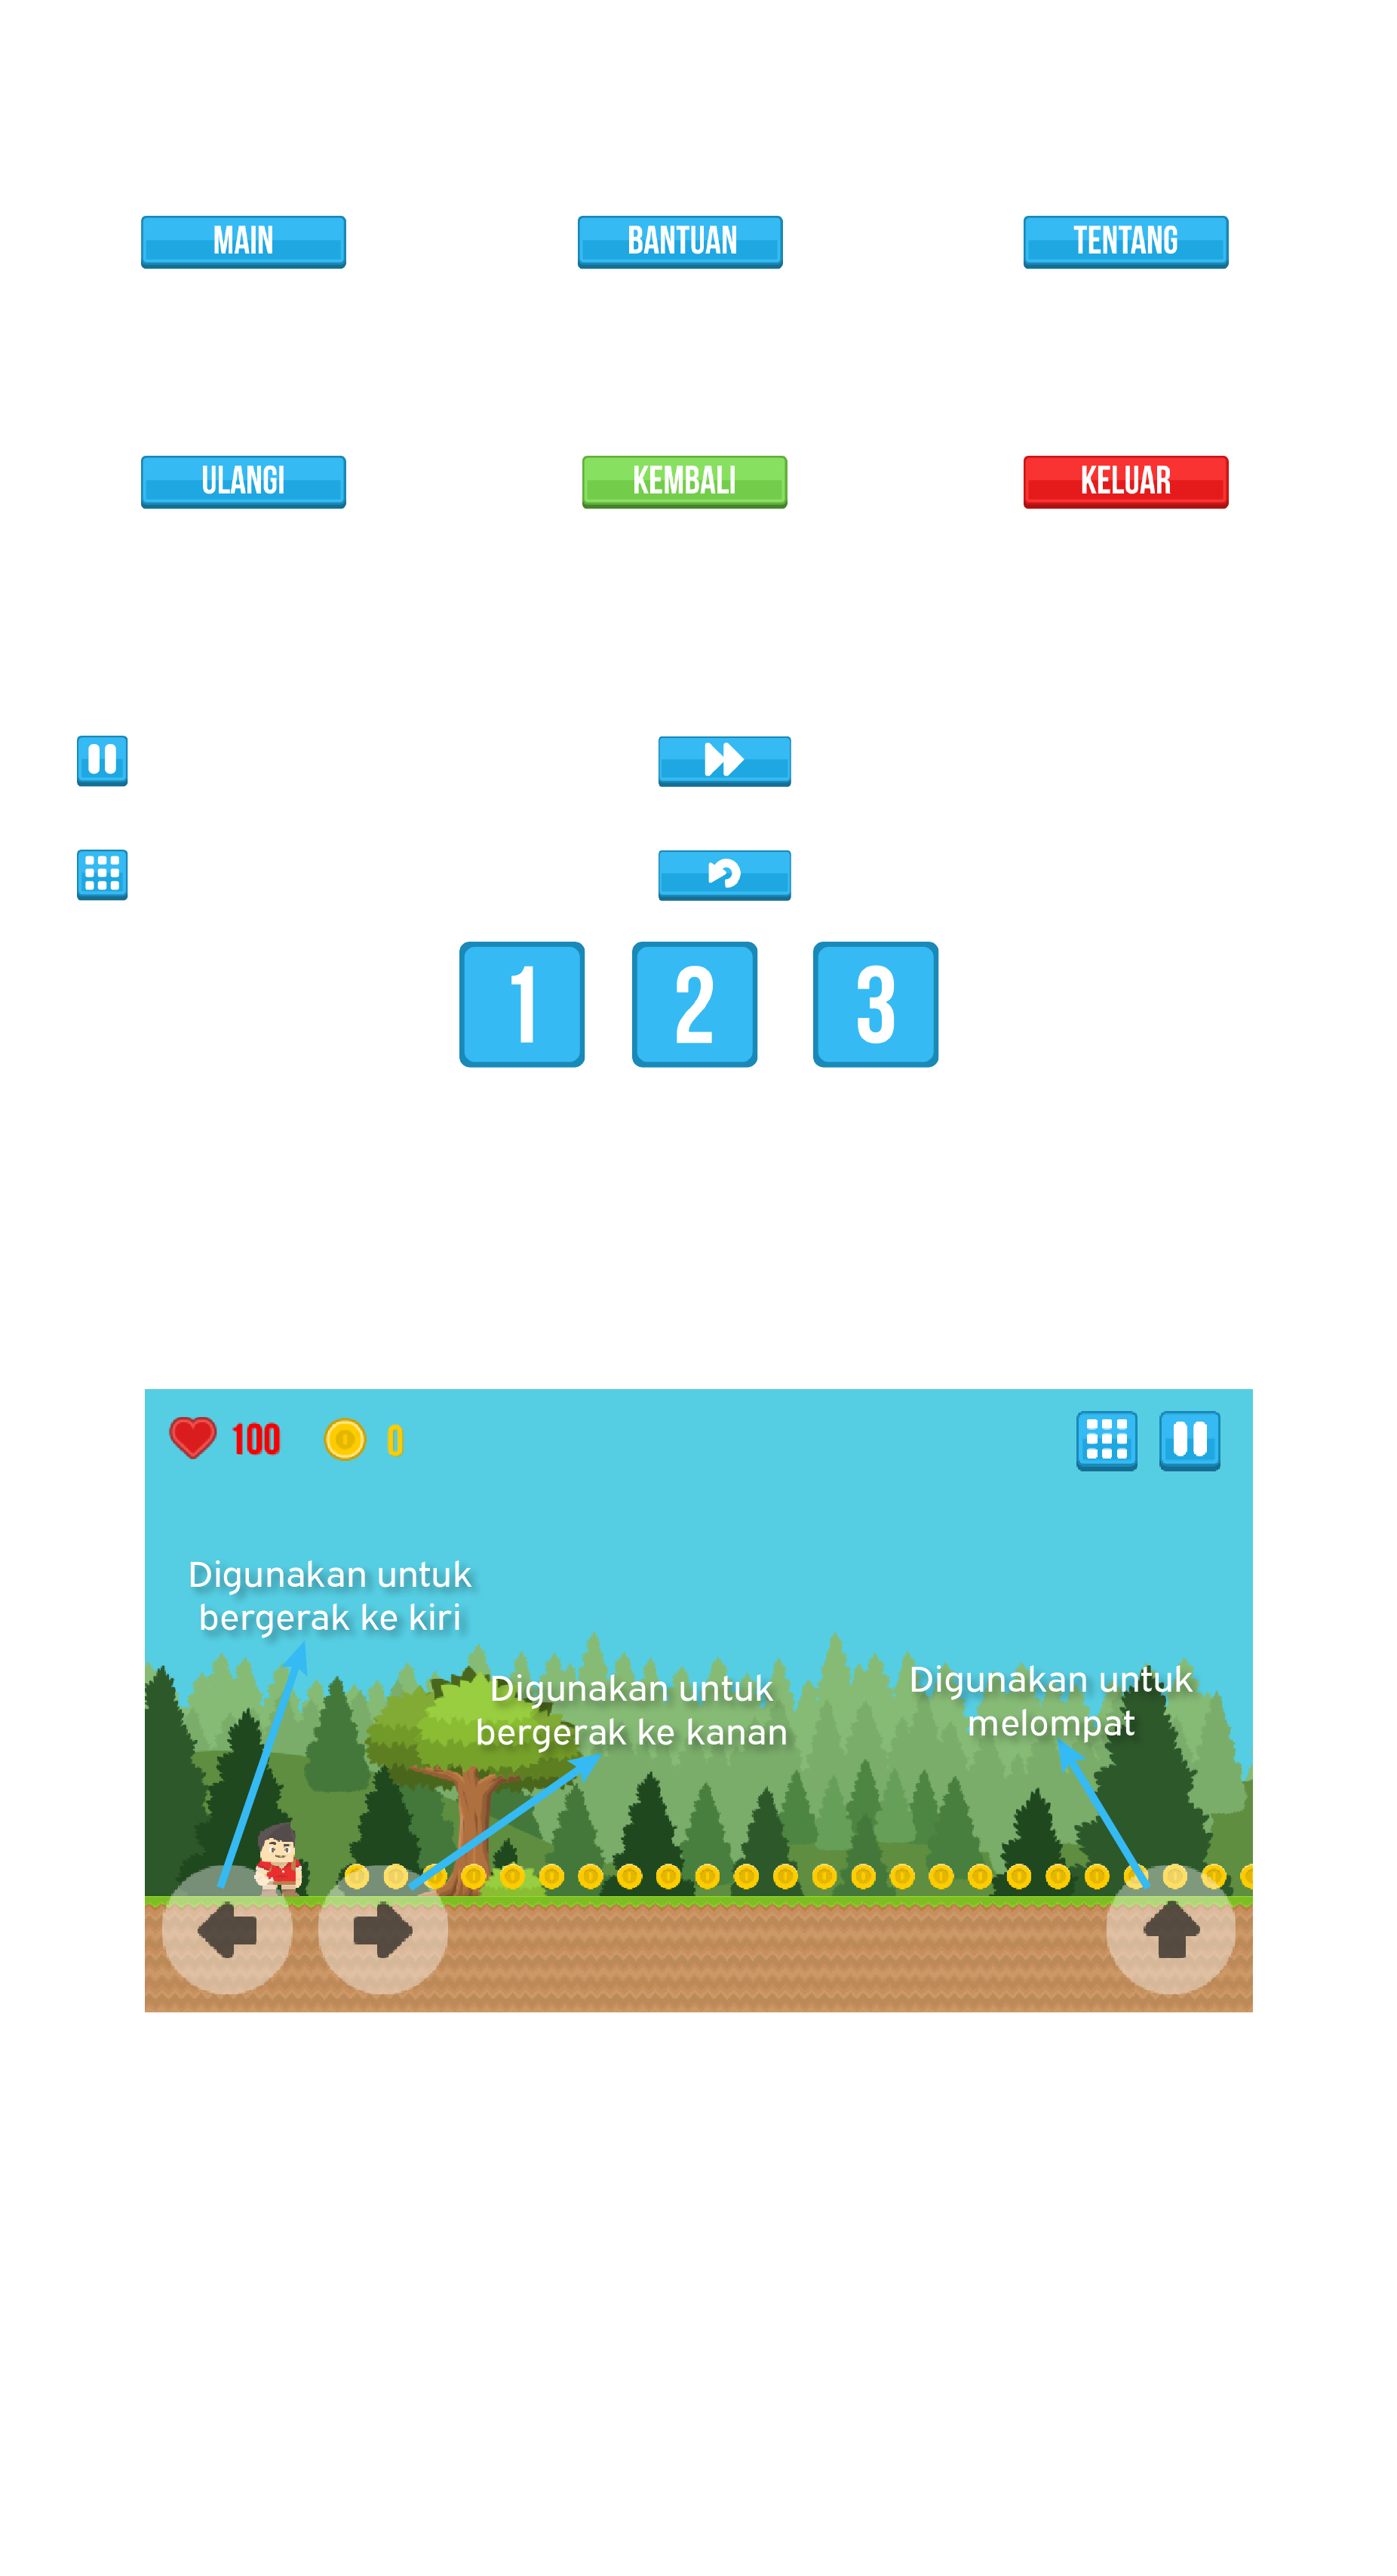 MAIN
BANTUAN
TENTANG
ULANGI
KEMBALI
KELUAR
1
2
3
100
0
Digunakan untuk
bergerak ke kiri
Digunakan untuk
bergerak ke kanan
Digunakan untuk
melompat